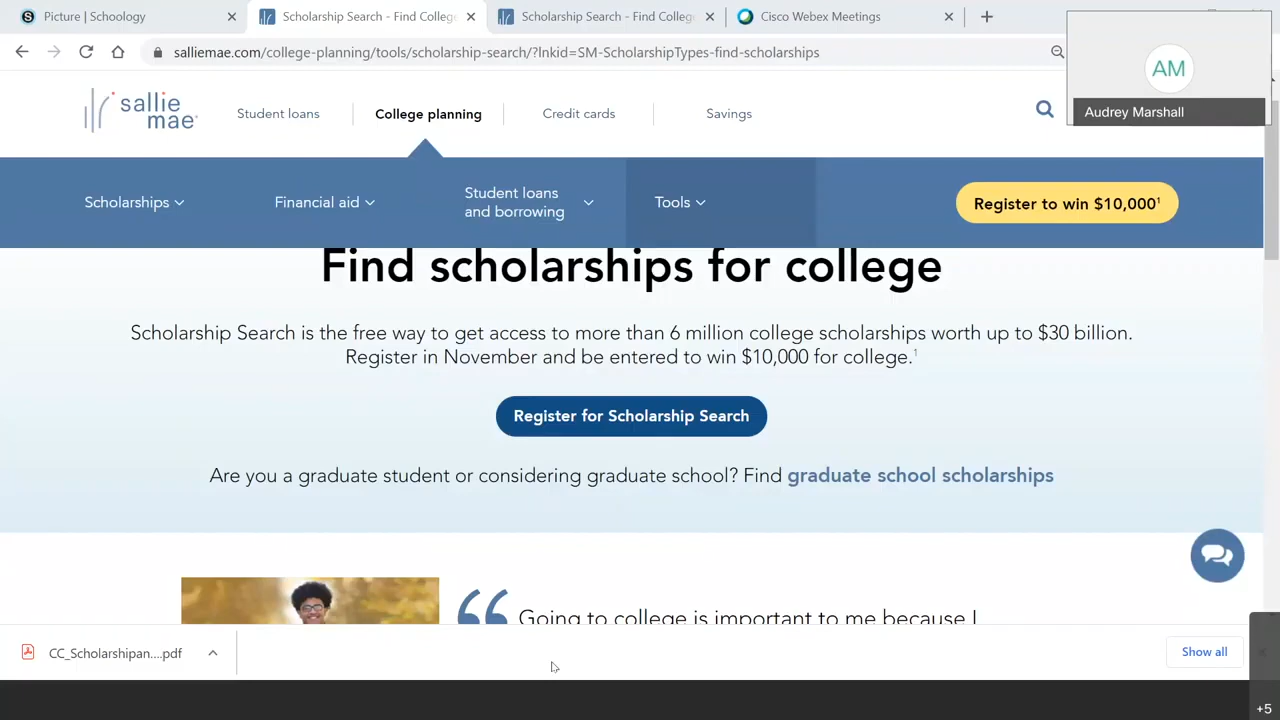 Picture | Schoology
Scholarship Search - Find College
Scholarship Search - Find College
Cisco Webex Meetings
salliemae.com/college-planning/tools/scholarship-search/?lnkid=SM-ScholarshipTypes-find-scholarships
AM
Audrey Marshall
sallie mae
Student loans
College planning
Credit cards
Savings
Scholarships
Financial aid
Student loans
and borrowing
Tools
Register to win $10,000¹
Find scholarships for college
Scholarship Search is the free way to get access to more than 6 million college scholarships worth up to $30 billion.
Register in November and be entered to win $10,000 for college.¹
Register for Scholarship Search
Are you a graduate student or considering graduate school? Find graduate school scholarships
“ Going to college is important to me because I
CC_Scholarshipan....pdf
Show all
+5